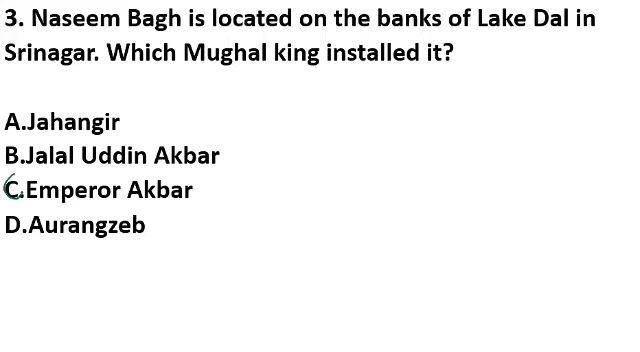 3. Naseem Bagh is located on the banks of Lake Dal in
Srinagar. Which Mughal king installed it?
A.Jahangir
B.Jalal Uddin Akbar
C.Emperor Akbar
D.Aurangzeb